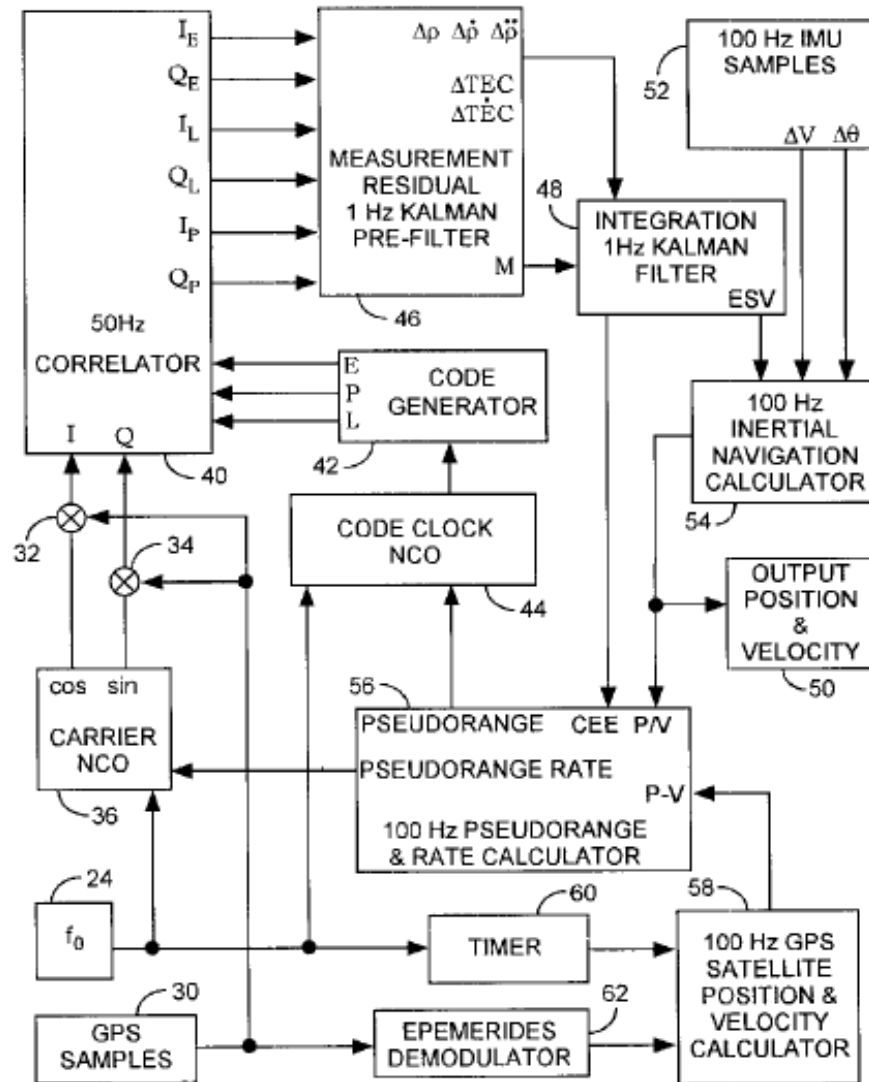 I_E
Q_E
I_L
Q_L
I_P
Q_P
50Hz
CORRELATOR
I Q
40
Δρ Δρ̇ Δρ̈
ΔTEC
ΔTĖC
MEASUREMENT
RESIDUAL
1 Hz KALMAN
PRE-FILTER
M
46
100 Hz IMU
SAMPLES
ΔV Δθ
52
48
INTEGRATION
1Hz KALMAN
FILTER
ESV
E
P
L
CODE
GENERATOR
42
100 Hz
INERTIAL
NAVIGATION
CALCULATOR
54
32
34
CODE CLOCK
NCO
44
OUTPUT
POSITION
&
VELOCITY
50
cos sin
CARRIER
NCO
36
56
PSEUDORANGE CEE P/V
PSEUDORANGE RATE
P-V
100 Hz PSEUDORANGE
& RATE CALCULATOR
24
f₀
60
TIMER
58
100 Hz GPS
SATELLITE
POSITION &
VELOCITY
CALCULATOR
30
GPS
SAMPLES
62
EPEMERIDES
DEMODULATOR